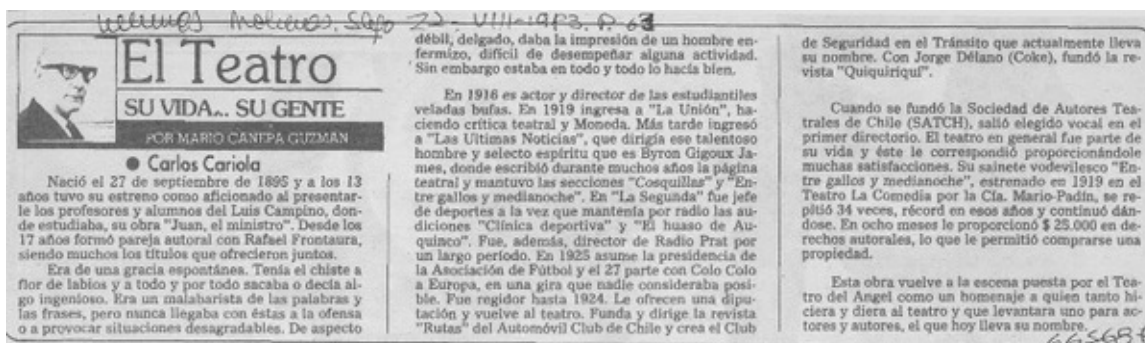 22-VIII-1983. P. 63
El Teatro
SU VIDA... SU GENTE
POR MARIO CANEPA GUZMAN
● Carlos Cariola
Nació el 27 de septiembre de 1895 y a los 13
años tuvo su estreno como aficionado al presentar-
le los profesores y alumnos del Luis Campino, don-
de estudiaba, su obra "Juan, el ministro". Desde los
17 años formó pareja autoral con Rafael Frontaura,
siendo muchos los títulos que ofrecieron juntos.
Era de una gracia espontánea. Tenía el chiste a
flor de labios y a todo y por todo sacaba o decía al-
go ingenioso. Era un malabarista de las palabras y
las frases, pero nunca llegaba con éstas a la ofensa
o a provocar situaciones desagradables. De aspecto
débil, delgado, daba la impresión de un hombre en-
fermizo, difícil de desempeñar alguna actividad.
Sin embargo estaba en todo y todo lo hacía bien.
En 1916 es actor y director de las estudiantiles
veladas bufas. En 1919 ingresa a "La Unión", ha-
ciendo crítica teatral y Moneda. Más tarde ingresó
a "Las Ultimas Noticias", que dirigía ese talentoso
hombre y selecto espíritu que es Byron Gigoux Ja-
mes, donde escribió durante muchos años la página
teatral y mantuvo las secciones "Cosquillas" y "En-
tre gallos y medianoche". En "La Segunda" fue jefe
de deportes a la vez que mantenía por radio las au-
diciones "Clínica deportiva" y "El huaso de Au-
quinco". Fue, además, director de Radio Prat por
un largo período. En 1925 asume la presidencia de
la Asociación de Fútbol y el 27 parte con Colo Colo
a Europa, en una gira que nadie consideraba posi-
ble. Fue regidor hasta 1924. Le ofrecen una dipu-
tación y vuelve al teatro. Funda y dirige la revista
"Rutas" del Automóvil Club de Chile y crea el Club
de Seguridad en el Tránsito que actualmente lleva
su nombre. Con Jorge Délano (Coke), fundó la re-
vista "Quiquiriquí".
Cuando se fundó la Sociedad de Autores Tea-
trales de Chile (SATCH), salió elegido vocal en el
primer directorio. El teatro en general fue parte de
su vida y éste le correspondió proporcionándole
muchas satisfacciones. Su sainete vodevilesco "En-
tre gallos y medianoche", estrenado en 1919 en el
Teatro La Comedia por la Cía. Mario-Padín, se re-
pitió 34 veces, récord en esos años y continuó dán-
dose. En ocho meses le proporcionó $ 25.000 en de-
rechos autorales, lo que le permitió comprarse una
propiedad.
Esta obra vuelve a la escena puesta por el Tea-
tro del Angel como un homenaje a quien tanto hi-
ciera y diera al teatro y que levantara uno para ac-
tores y autores, el que hoy lleva su nombre.